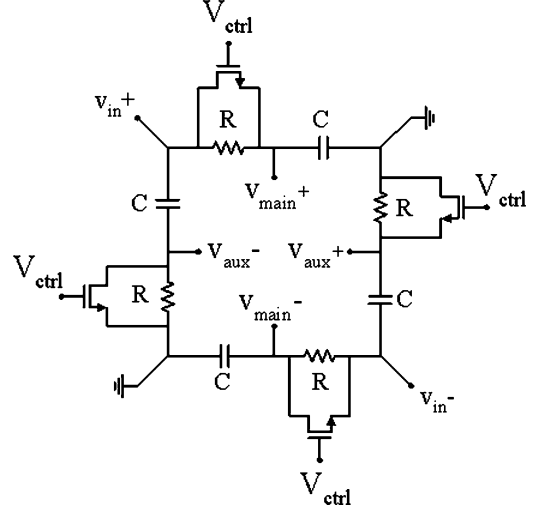 Vctrl
vin+
R
C
vmain+
C
R
Vctrl
vaux-
vaux+
Vctrl
R
vmain-
C
C
R
vin-
Vctrl